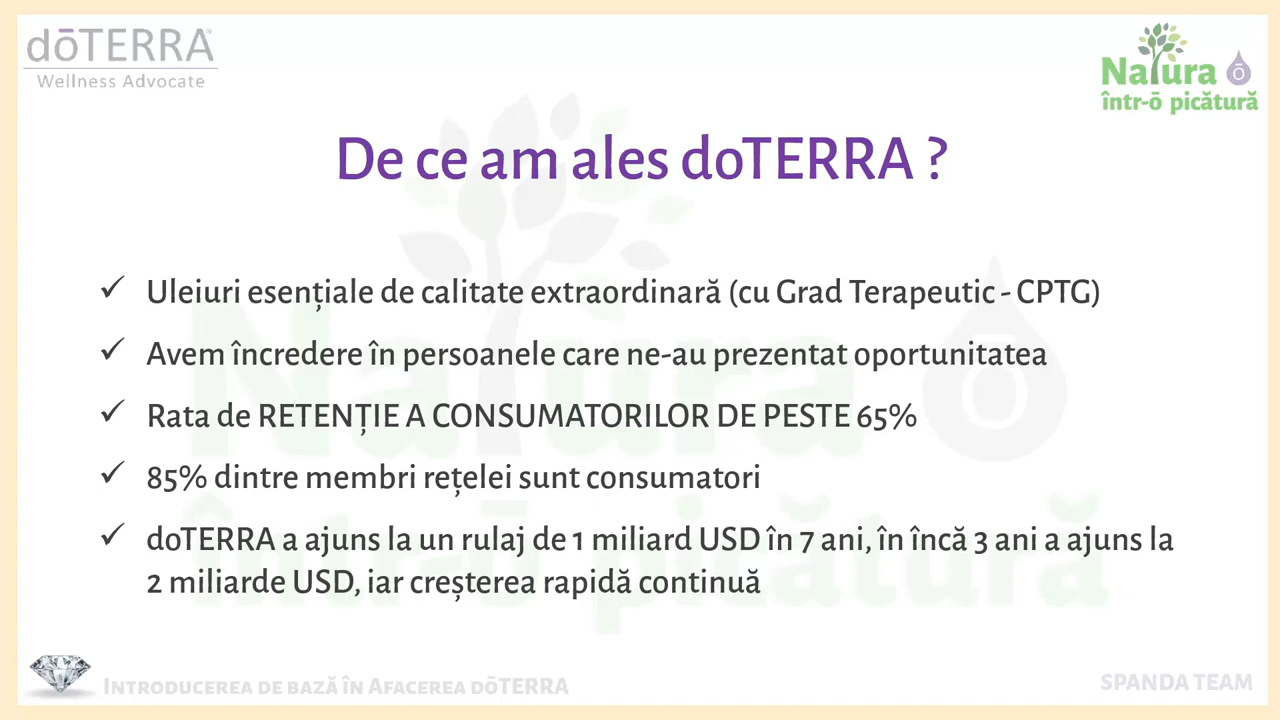 dōTERRA
Wellness Advocate
Natura ō
într-ō picătură
De ce am ales doTERRA ?
✓ Uleiuri esențiale de calitate extraordinară (cu Grad Terapeutic - CPTG)
✓ Avem încredere în persoanele care ne-au prezentat oportunitatea
✓ Rata de RETENȚIE A CONSUMATORILOR DE PESTE 65%
✓ 85% dintre membri rețelei sunt consumatori
✓ doTERRA a ajuns la un rulaj de 1 miliard USD în 7 ani, în încă 3 ani a ajuns la
2 miliarde USD, iar creșterea rapidă continuă
Natura ō
într-o picătură
Introducerea de bază în Afacerea dōTERRA
SPANDA TEAM